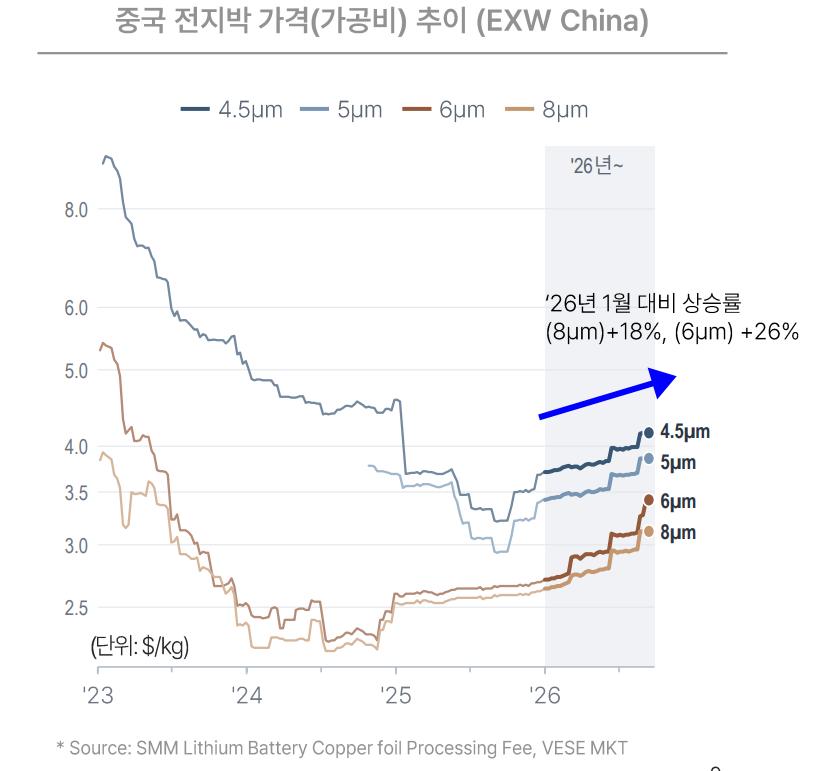 중국 전지박 가격(가공비) 추이 (EXW China)
4.5μm 5μm 6μm 8μm
'26년~
8.0
6.0
5.0
4.0
3.5
3.0
2.5
'26년 1월 대비 상승률
(8μm)+18%, (6μm) +26%
4.5μm
5μm
6μm
8μm
(단위: $/kg)
'23 '24 '25 '26
* Source: SMM Lithium Battery Copper foil Processing Fee, VESE MKT